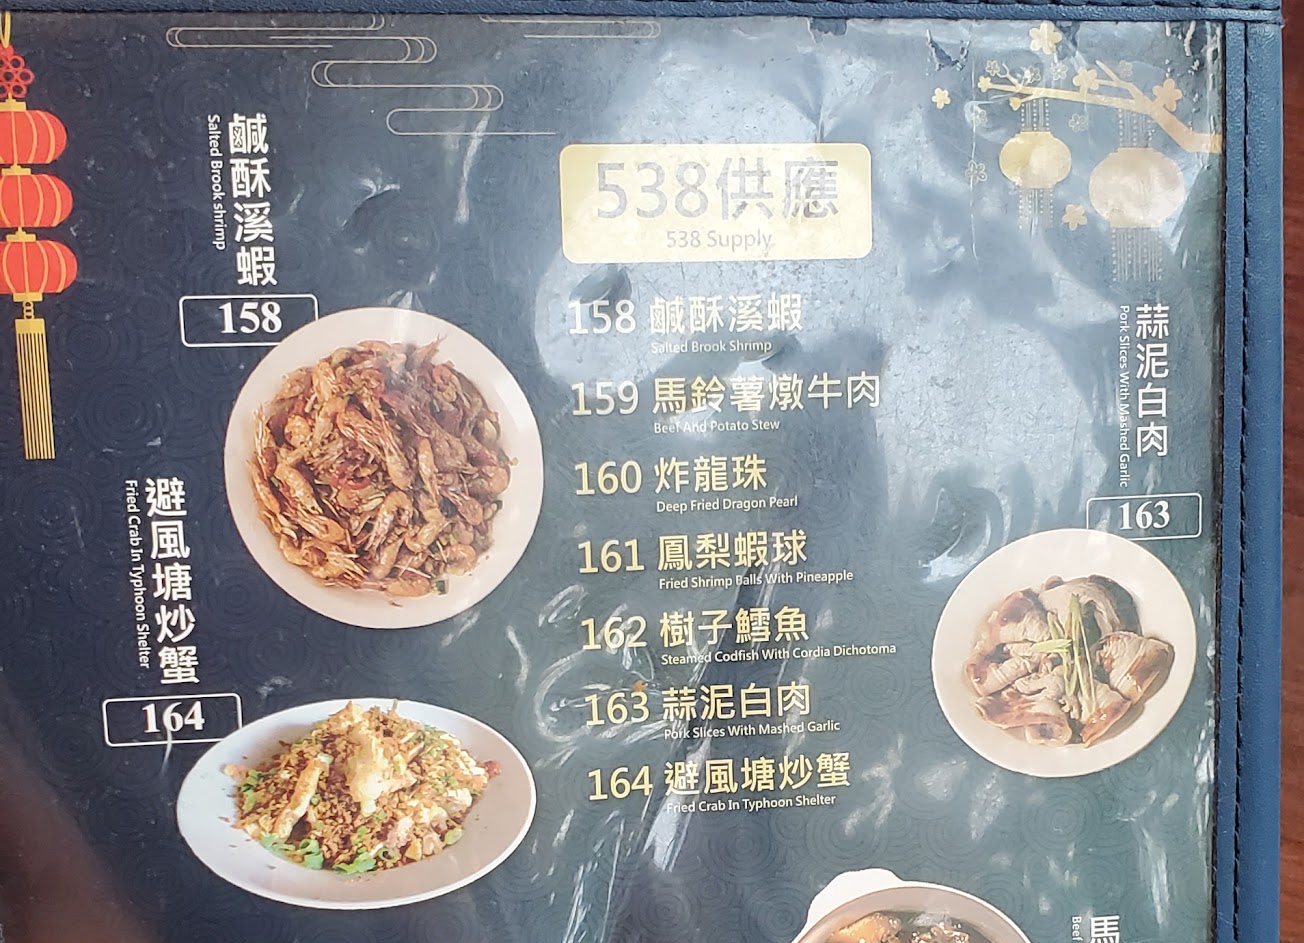 鹹酥溪蝦
Salted Brook shrimp
158
避風塘炒蟹
Fried Crab In Typhoon Shelter
164
538供應
538 Supply
158 鹹酥溪蝦
Salted Brook Shrimp
159 馬鈴薯燉牛肉
Beef And Potato Stew
160 炸龍珠
Deep Fried Dragon Pearl
161 鳳梨蝦球
Fried Shrimp Balls With Pineapple
162 樹子鱈魚
Steamed Codfish With Cordia Dichotoma
163 蒜泥白肉
Pork Slices With Mashed Garlic
164 避風塘炒蟹
Fried Crab In Typhoon Shelter
蒜泥白肉
Pork Slices With Mashed Garlic
163
馬
Beef